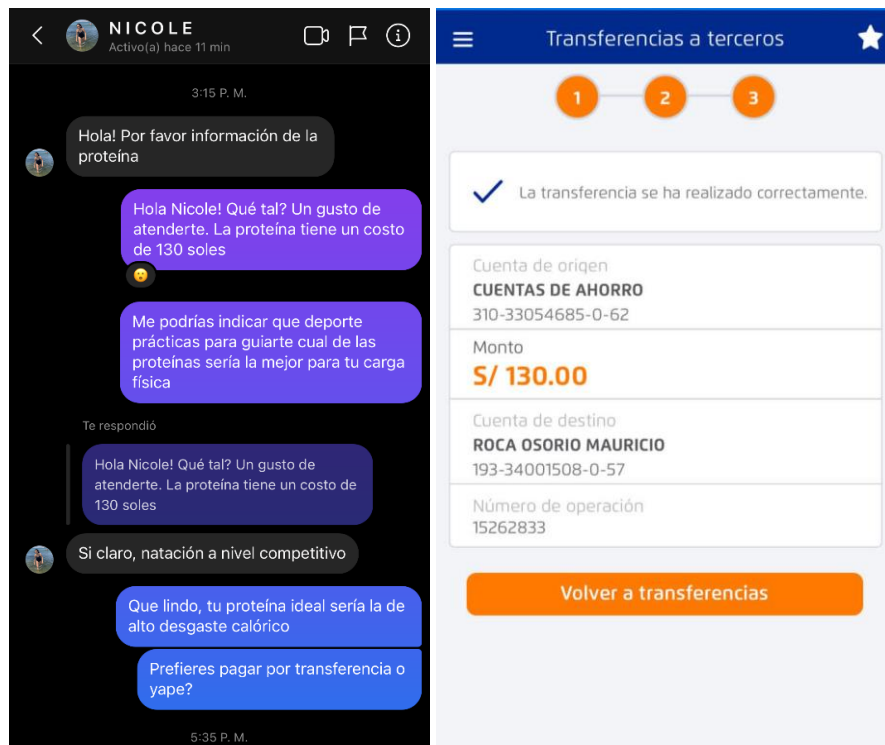 NICOLE
Activo(a) hace 11 min
3:15 P. M.
Hola! Por favor información de la
proteína
Hola Nicole! Qué tal? Un gusto de
atenderte. La proteína tiene un costo
de 130 soles
Me podrías indicar que deporte
prácticas para guiarte cual de las
proteínas sería la mejor para tu carga
física
Te respondió
Hola Nicole! Qué tal? Un gusto de
atenderte. La proteína tiene un costo de
130 soles
Si claro, natación a nivel competitivo
Que lindo, tu proteína ideal sería la de
alto desgaste calórico
Prefieres pagar por transferencia o
yape?
5:35 P. M.
Transferencias a terceros
1 2 3
La transferencia se ha realizado correctamente.
Cuenta de origen
CUENTAS DE AHORRO
310-33054685-0-62
Monto
S/ 130.00
Cuenta de destino
ROCA OSORIO MAURICIO
193-34001508-0-57
Número de operación
15262833
Volver a transferencias